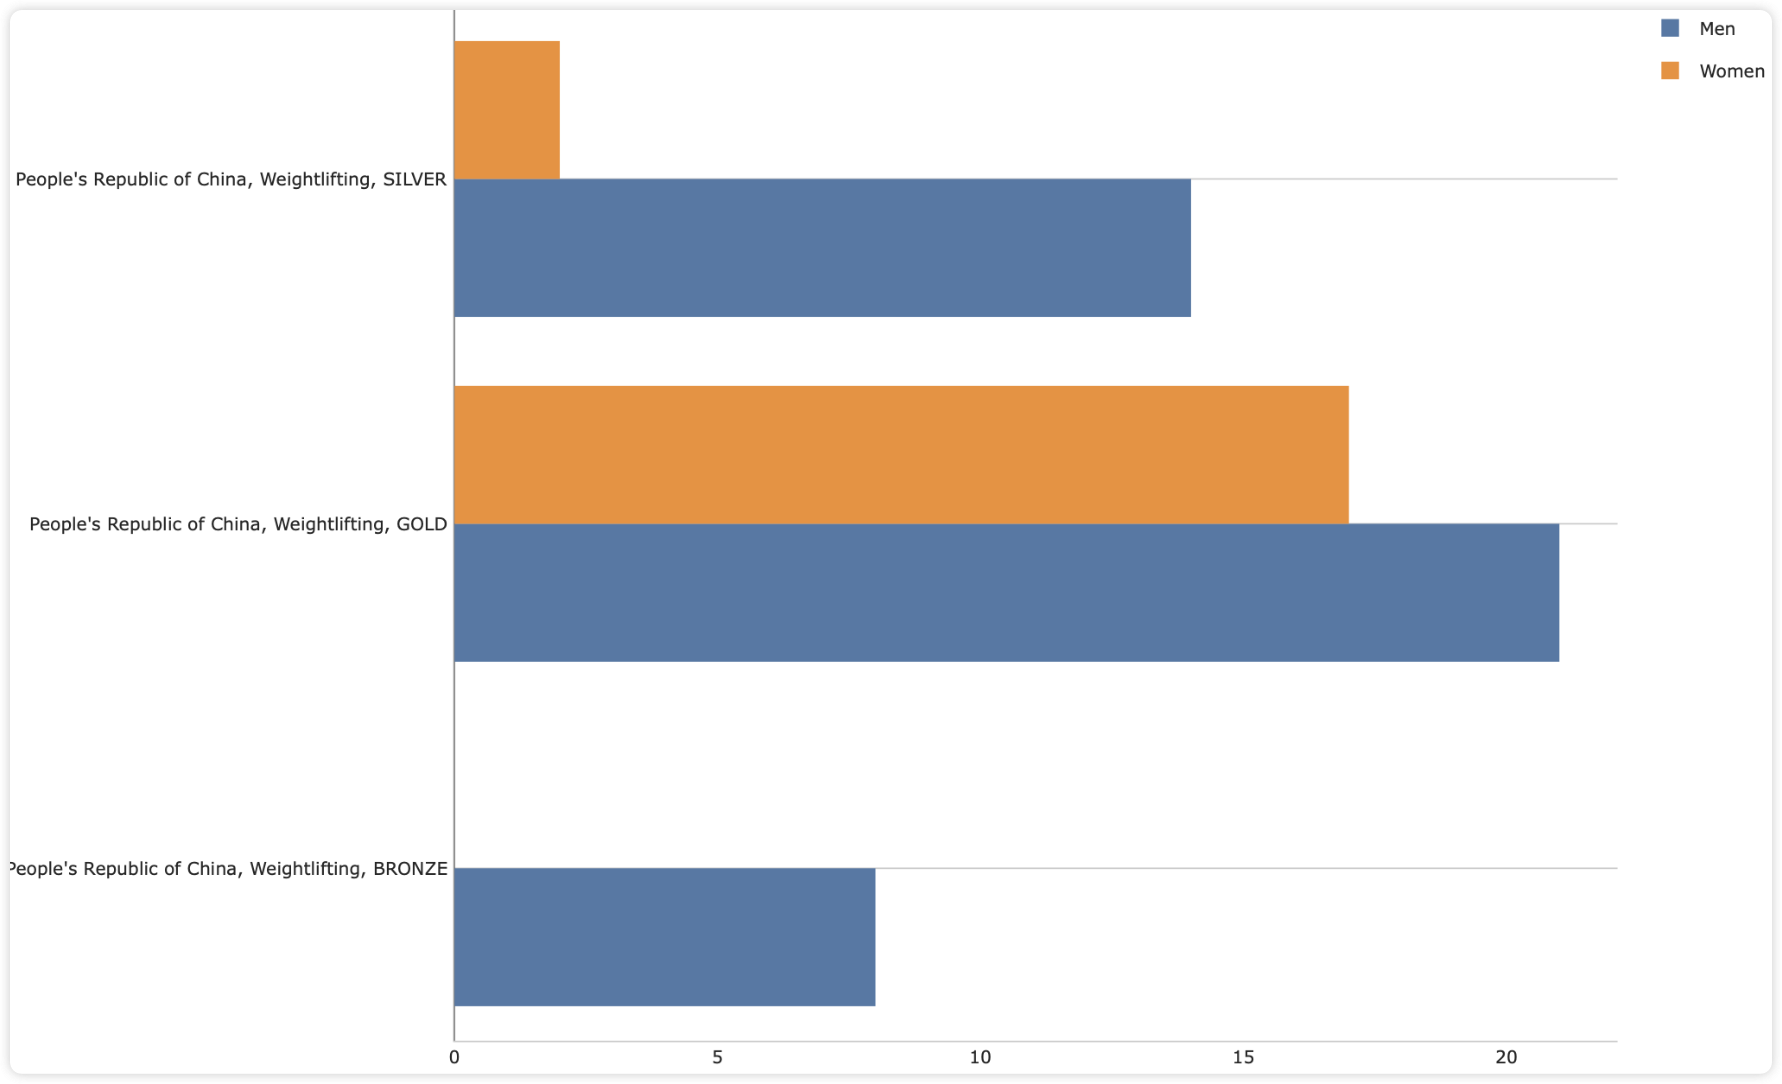 Men
Women
People's Republic of China, Weightlifting, SILVER
People's Republic of China, Weightlifting, GOLD
People's Republic of China, Weightlifting, BRONZE
0 5 10 15 20